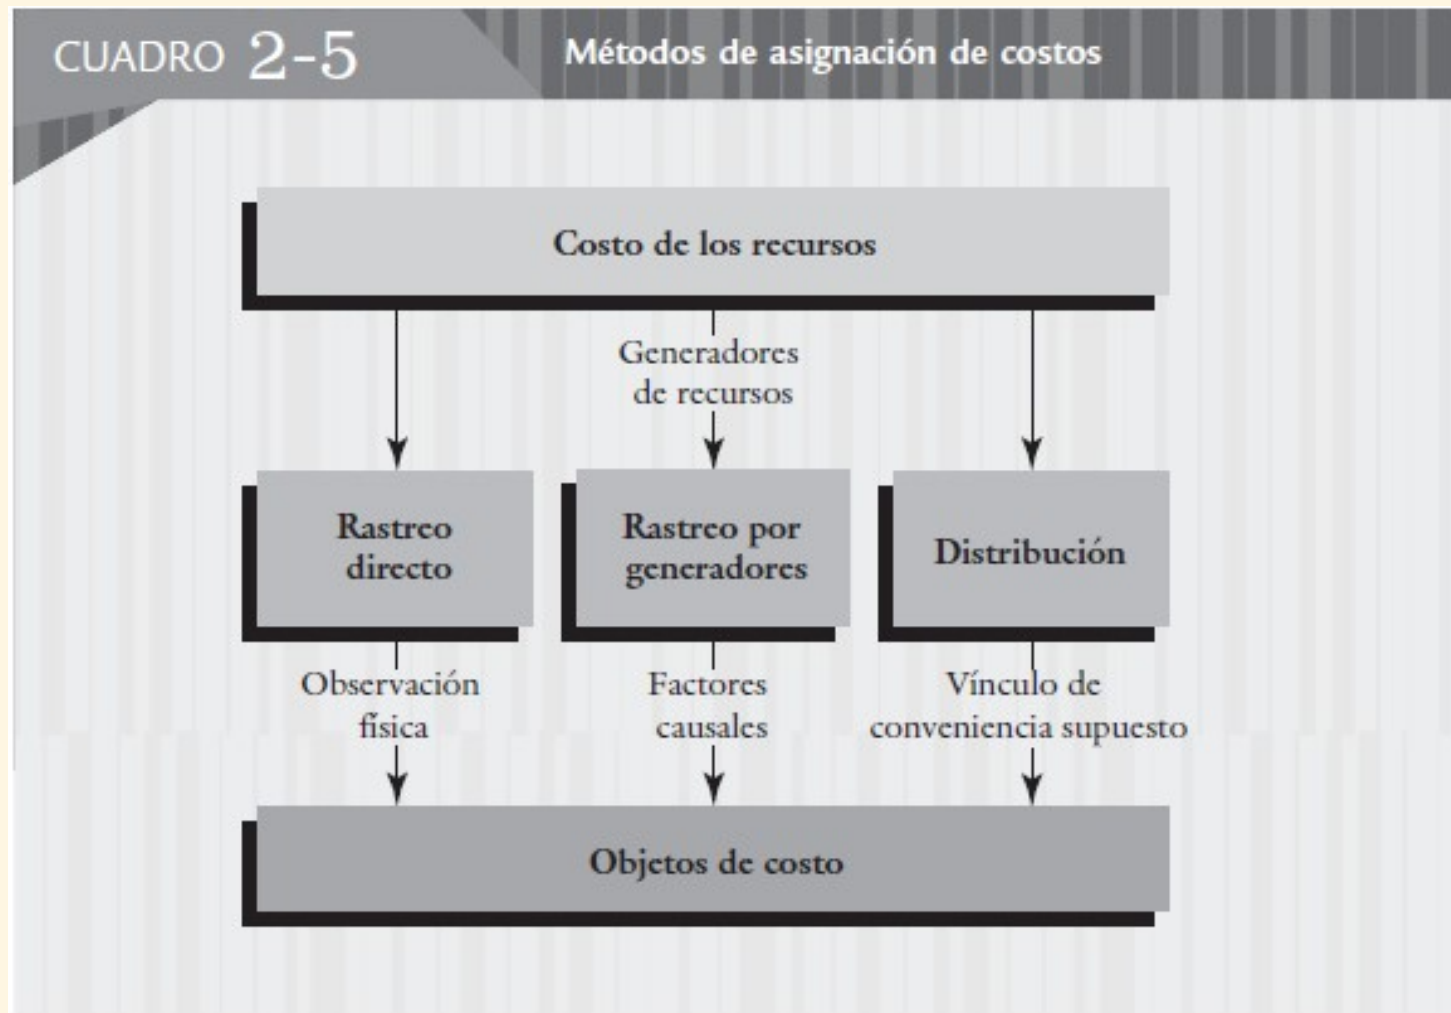 CUADRO 2-5
Métodos de asignación de costos
Costo de los recursos
Generadores
de recursos
Rastreo
directo
Rastreo por
generadores
Distribución
Observación
física
Factores
causales
Vínculo de
conveniencia supuesto
Objetos de costo